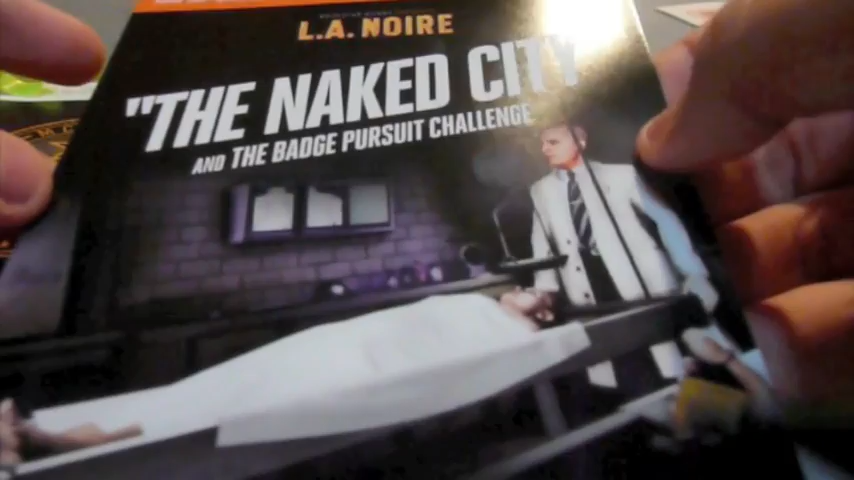 L.A. NOIRE
"THE NAKED CITY
AND THE BADGE PURSUIT CHALLENGE